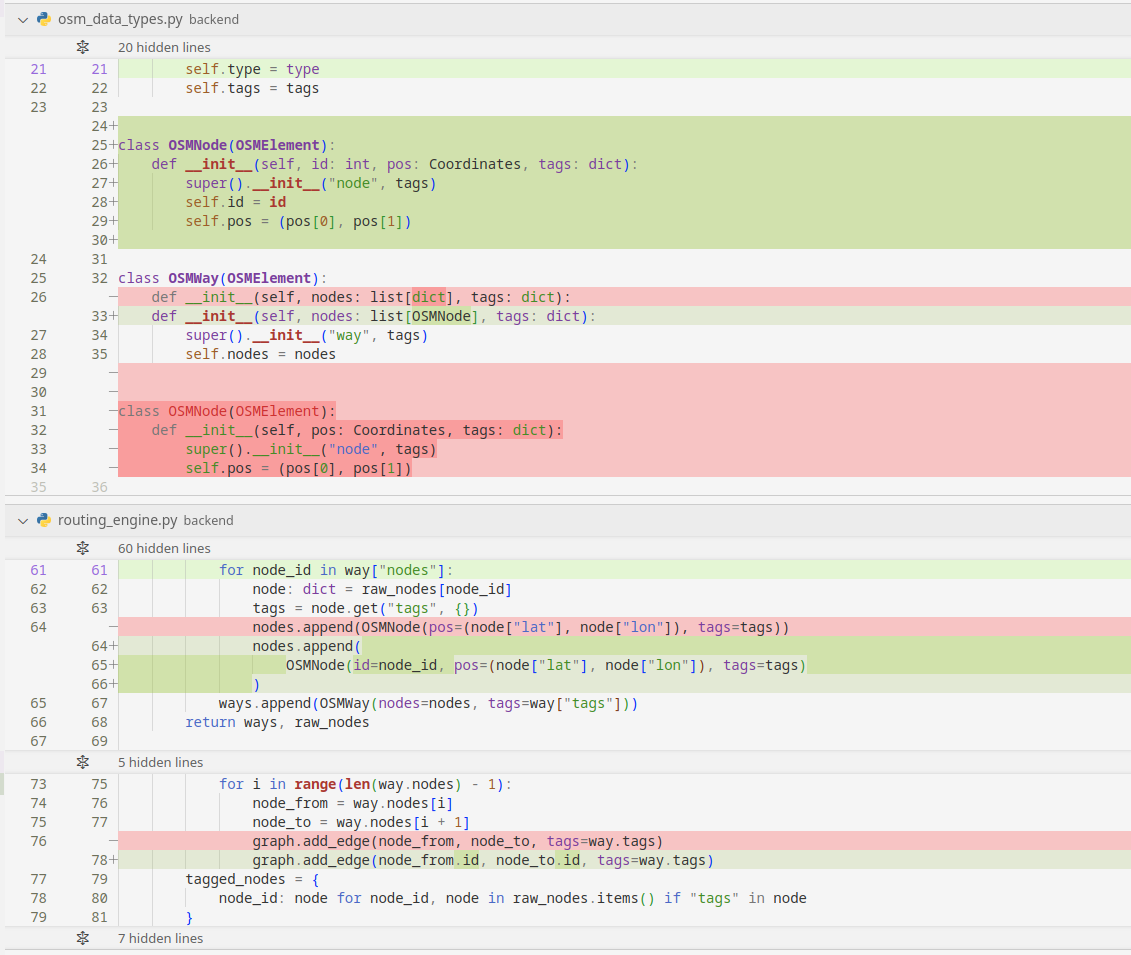 osm_data_types.py backend
20 hidden lines
21 21 self.type = type
22 22 self.tags = tags
23 23
24+
25+ class OSMNode(OSMElement):
26+ def __init__(self, id: int, pos: Coordinates, tags: dict):
27+ super().__init__("node", tags)
28+ self.id = id
29+ self.pos = (pos[0], pos[1])
30+
24 31
25 32 class OSMWay(OSMElement):
26 — def __init__(self, nodes: list[dict], tags: dict):
33+ def __init__(self, nodes: list[OSMNode], tags: dict):
27 34 super().__init__("way", tags)
28 35 self.nodes = nodes
29 —
30 —
31 — class OSMNode(OSMElement):
32 — def __init__(self, pos: Coordinates, tags: dict):
33 — super().__init__("node", tags)
34 — self.pos = (pos[0], pos[1])
35 36
routing_engine.py backend
60 hidden lines
61 61 for node_id in way["nodes"]:
62 62 node: dict = raw_nodes[node_id]
63 63 tags = node.get("tags", {})
64 — nodes.append(OSMNode(pos=(node["lat"], node["lon"]), tags=tags))
64+ nodes.append(
65+ OSMNode(id=node_id, pos=(node["lat"], node["lon"]), tags=tags)
66+ )
65 67 ways.append(OSMWay(nodes=nodes, tags=way["tags"]))
66 68 return ways, raw_nodes
67 69
5 hidden lines
73 75 for i in range(len(way.nodes) - 1):
74 76 node_from = way.nodes[i]
75 77 node_to = way.nodes[i + 1]
76 — graph.add_edge(node_from, node_to, tags=way.tags)
78+ graph.add_edge(node_from.id, node_to.id, tags=way.tags)
77 79 tagged_nodes = {
78 80 node_id: node for node_id, node in raw_nodes.items() if "tags" in node
79 81 }
7 hidden lines